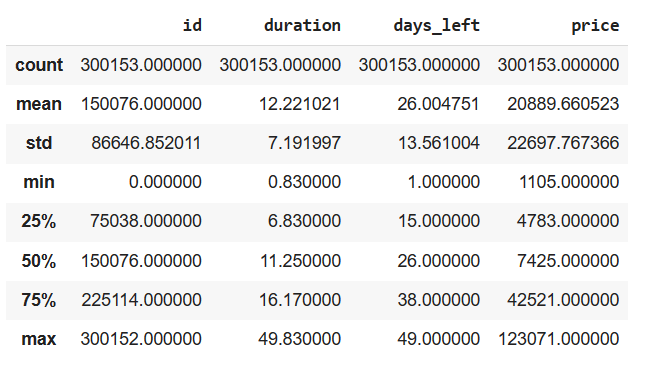 id duration days_left price
count 300153.000000 300153.000000 300153.000000 300153.000000
mean 150076.000000 12.221021 26.004751 20889.660523
std 86646.852011 7.191997 13.561004 22697.767366
min 0.000000 0.830000 1.000000 1105.000000
25% 75038.000000 6.830000 15.000000 4783.000000
50% 150076.000000 11.250000 26.000000 7425.000000
75% 225114.000000 16.170000 38.000000 42521.000000
max 300152.000000 49.830000 49.000000 123071.000000